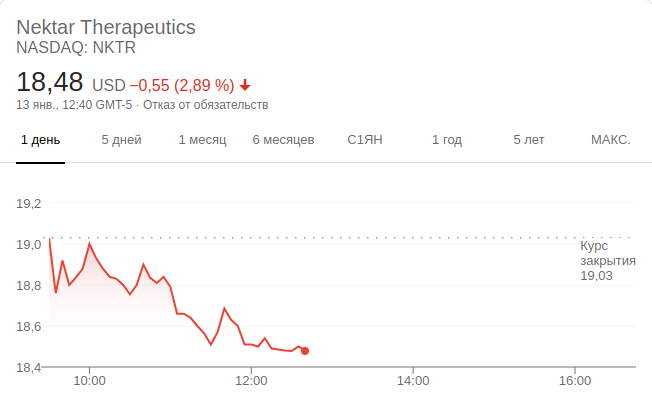 Nektar Therapeutics
NASDAQ: NKTR
18,48 USD −0,55 (2,89 %)
13 янв., 12:40 GMT-5 · Отказ от обязательств
1 день 5 дней 1 месяц 6 месяцев С1ЯН 1 год 5 лет МАКС.
19,2
19,0
Курс
закрытия
19,03
18,8
18,6
18,4
10:00 12:00 14:00 16:00